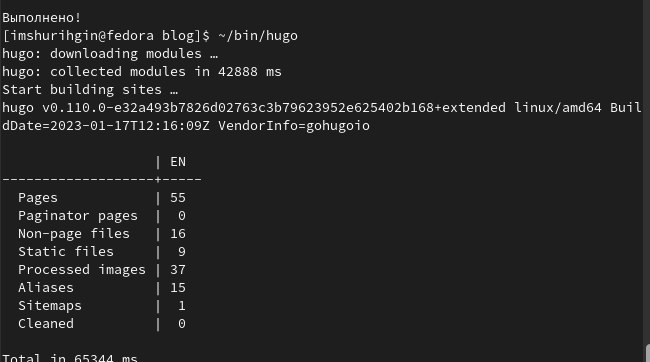 Выполнено!
[imshurihgin@fedora blog]$ ~/bin/hugo
hugo: downloading modules …
hugo: collected modules in 42888 ms
Start building sites …
hugo v0.110.0-e32a493b7826d02763c3b79623952e625402b168+extended linux/amd64 Buil
dDate=2023-01-17T12:16:09Z VendorInfo=gohugoio
                   | EN
-------------------+-----
  Pages            | 55
  Paginator pages  |  0
  Non-page files   | 16
  Static files     |  9
  Processed images | 37
  Aliases          | 15
  Sitemaps         |  1
  Cleaned          |  0
Total in 65344 ms